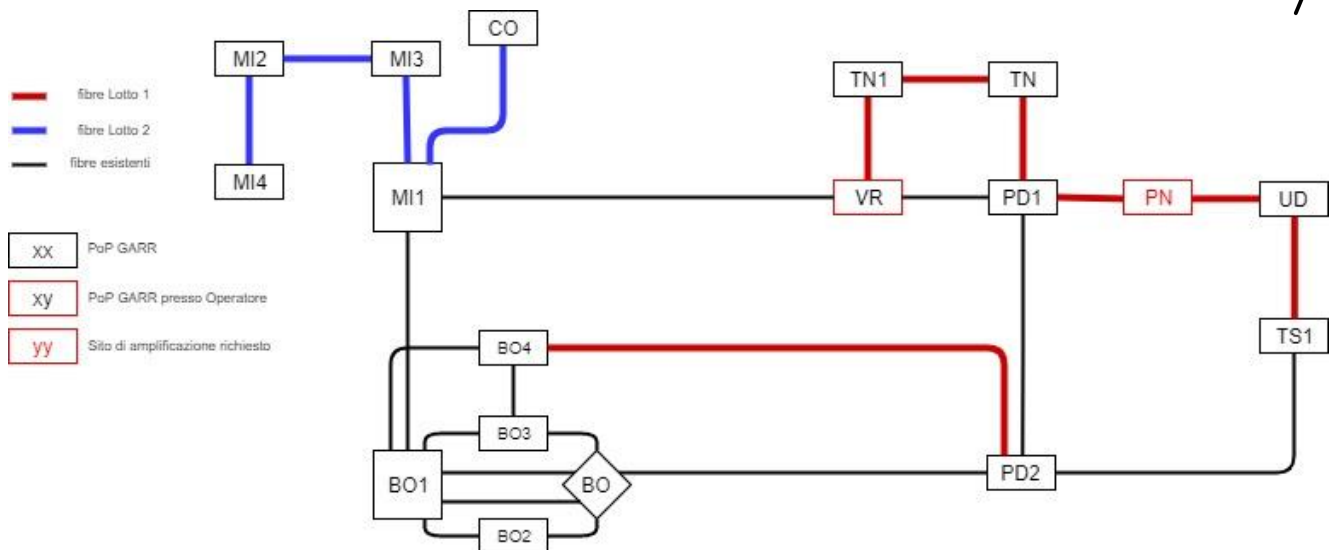 CO
MI2
MI3
TN1
TN
fibre Lotto 1
fibre Lotto 2
fibre esistenti
MI4
MI1
VR
PD1
PN
UD
xx
PoP GARR
xy
PoP GARR presso Operatore
yy
Sito di amplificazione richiesto
BO4
TS1
BO3
BO1
BO
PD2
BO2